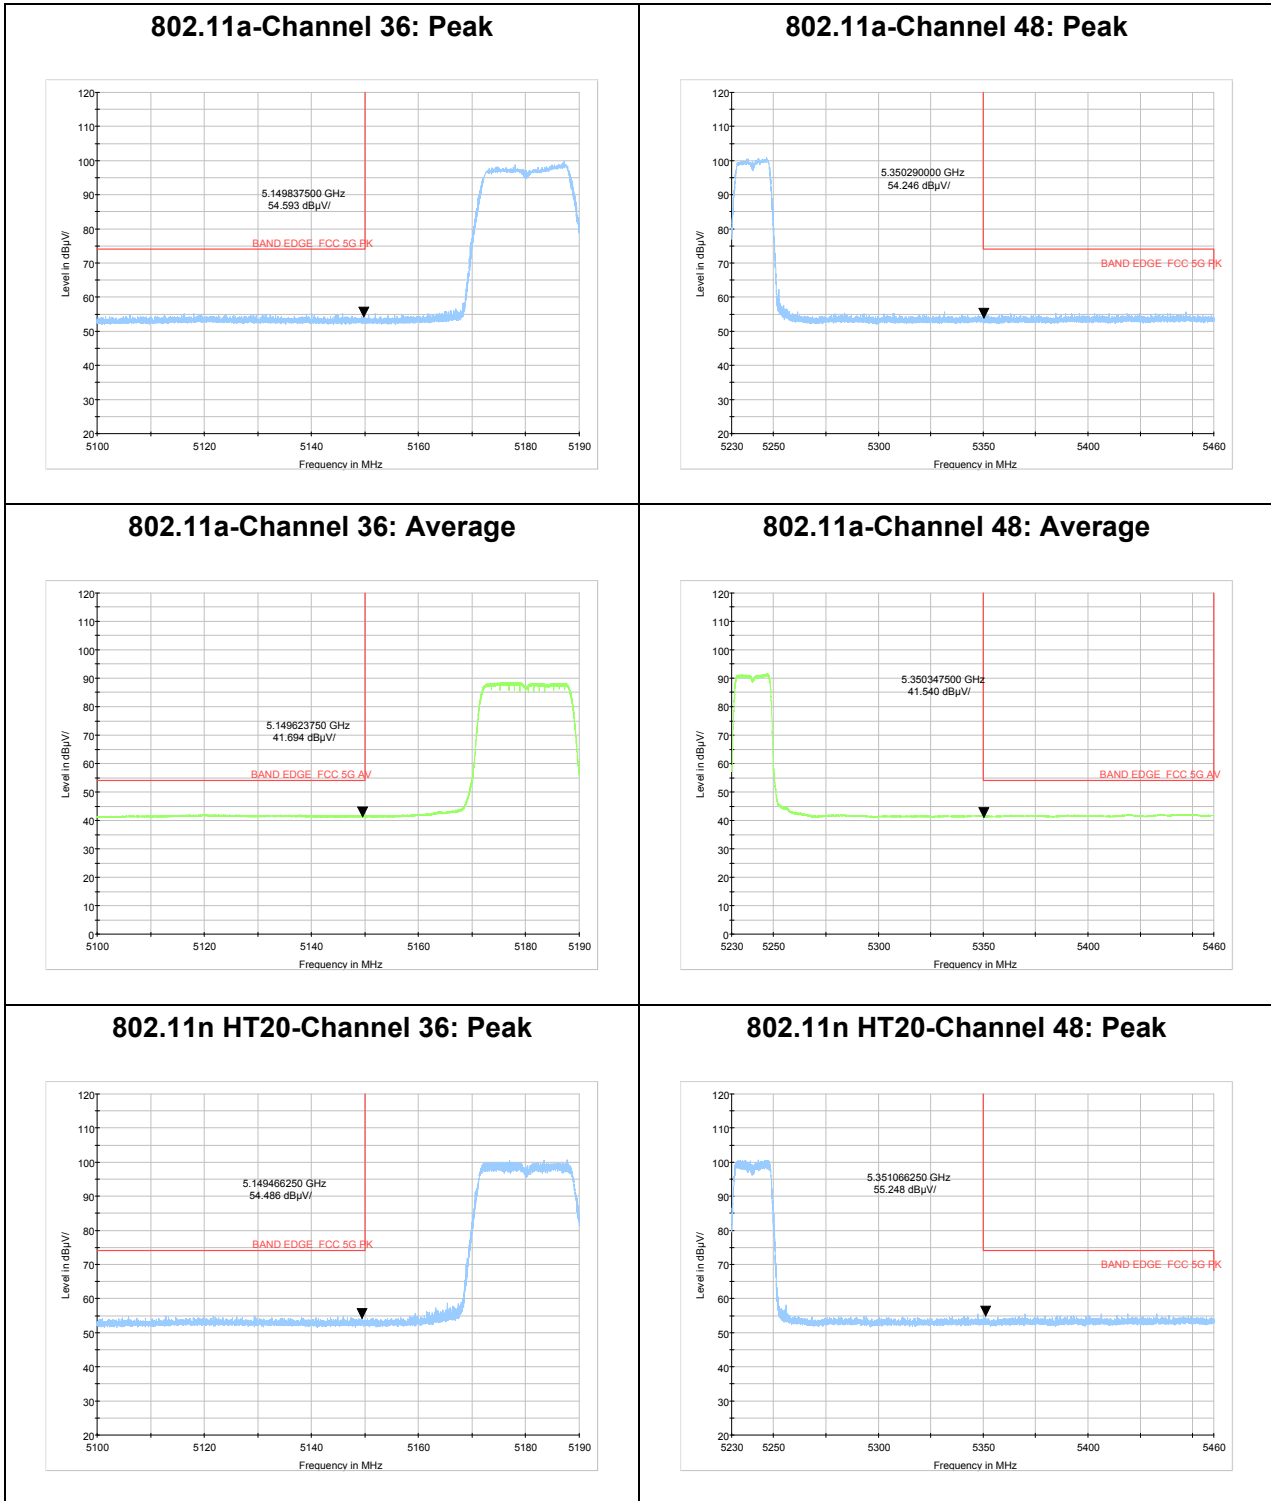 802.11a-Channel 36: Peak
120
110
100
90
80
70
60
50
40
30
20
Level in dBµV/
5.149837500 GHz
54.593 dBµV/
BAND EDGE FCC 5G PK
5100
5120
5140
5160
5180
5190
Frequency in MHz
802.11a-Channel 48: Peak
120
110
100
90
80
70
60
50
40
30
20
Level in dBµV/
5.350290000 GHz
54.246 dBµV/
BAND EDGE FCC 5G PK
5230
5250
5300
5350
5400
5460
Frequency in MHz
802.11a-Channel 36: Average
120
110
100
90
80
70
60
50
40
30
20
10
0
Level in dBµV/
5.149623750 GHz
41.694 dBµV/
BAND EDGE FCC 5G AV
5100
5120
5140
5160
5180
5190
Frequency in MHz
802.11a-Channel 48: Average
120
110
100
90
80
70
60
50
40
30
20
10
0
Level in dBµV/
5.350347500 GHz
41.540 dBµV/
BAND EDGE FCC 5G AV
5230
5250
5300
5350
5400
5460
Frequency in MHz
802.11n HT20-Channel 36: Peak
120
110
100
90
80
70
60
50
40
30
20
Level in dBµV/
5.149466250 GHz
54.486 dBµV/
BAND EDGE FCC 5G PK
5100
5120
5140
5160
5180
5190
Frequency in MHz
802.11n HT20-Channel 48: Peak
120
110
100
90
80
70
60
50
40
30
20
Level in dBµV/
5.351066250 GHz
55.248 dBµV/
BAND EDGE FCC 5G PK
5230
5250
5300
5350
5400
5460
Frequency in MHz